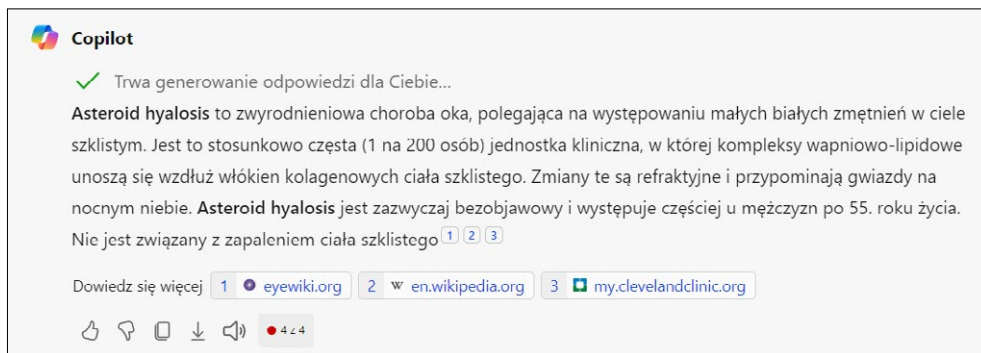 Copilot
Trwa generowanie odpowiedzi dla Ciebie...
Asteroid hyalosis to zwyrodnieniowa choroba oka, polegająca na występowaniu małych białych zmętnień w ciele
szklistym. Jest to stosunkowo częsta (1 na 200 osób) jednostka kliniczna, w której kompleksy wapniowo-lipidowe
unoszą się wzdłuż włókien kolagenowych ciała szklistego. Zmiany te są refraktyjne i przypominają gwiazdy na
nocnym niebie. Asteroid hyalosis jest zazwyczaj bezobjawowy i występuje częściej u mężczyzn po 55. roku życia.
Nie jest związany z zapaleniem ciała szklistego 1 2 3
Dowiedz się więcej 1 eyewiki.org 2 W en.wikipedia.org 3 my.clevelandclinic.org